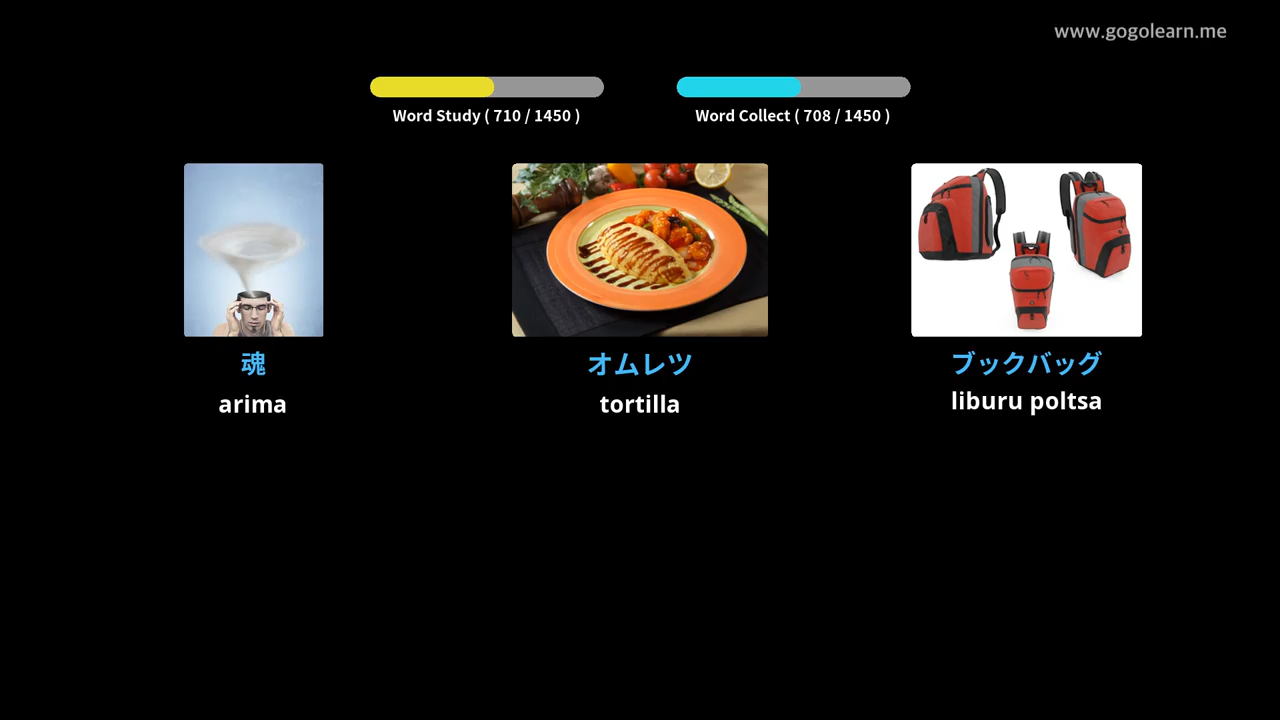 www.gogolearn.me
Word Study ( 710 / 1450 )
Word Collect ( 708 / 1450 )
魂
オムレツ
ブックバッグ
arima
tortilla
liburu poltsa